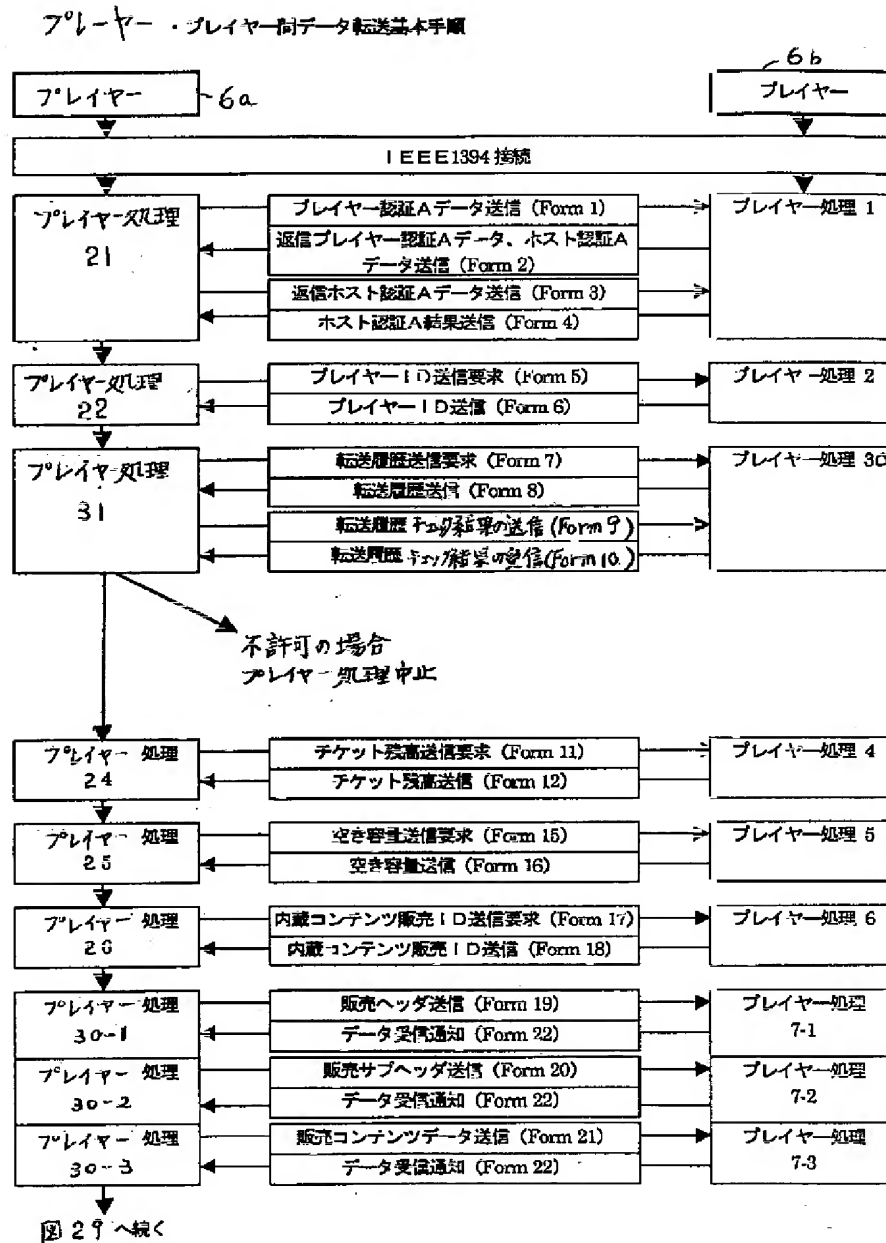 プレーヤー・プレイヤー間データ転送基本手順
プレイヤー
6a
6b
プレイヤー
IEEE1394接続
プレイヤー処理
21
プレイヤー認証Aデータ送信 (Form 1)
返信プレイヤー認証Aデータ、ホスト認証A
データ送信 (Form 2)
返信ホスト認証Aデータ送信 (Form 3)
ホスト認証A結果送信 (Form 4)
プレイヤー処理 1
プレイヤー処理
22
プレイヤーID送信要求 (Form 5)
プレイヤーID送信 (Form 6)
プレイヤー処理 2
プレイヤー処理
31
転送履歴送信要求 (Form 7)
転送履歴送信 (Form 8)
転送履歴チェック結果の送信 (Form 9)
転送履歴チェック結果の受信 (Form 10)
プレイヤー処理 30
不許可の場合
プレイヤー処理中止
プレイヤー 処理
24
チケット残高送信要求 (Form 11)
チケット残高送信 (Form 12)
プレイヤー処理 4
プレイヤー 処理
25
空き容量送信要求 (Form 15)
空き容量送信 (Form 16)
プレイヤー処理 5
プレイヤー 処理
26
内蔵コンテンツ販売ID送信要求 (Form 17)
内蔵コンテンツ販売ID送信 (Form 18)
プレイヤー処理 6
プレイヤー 処理
30-1
販売ヘッダ送信 (Form 19)
データ受信通知 (Form 22)
プレイヤー処理
7-1
プレイヤー 処理
30-2
販売サブヘッダ送信 (Form 20)
データ受信通知 (Form 22)
プレイヤー処理
7-2
プレイヤー 処理
30-3
販売コンテンツデータ送信 (Form 21)
データ受信通知 (Form 22)
プレイヤー処理
7-3
図29へ続く